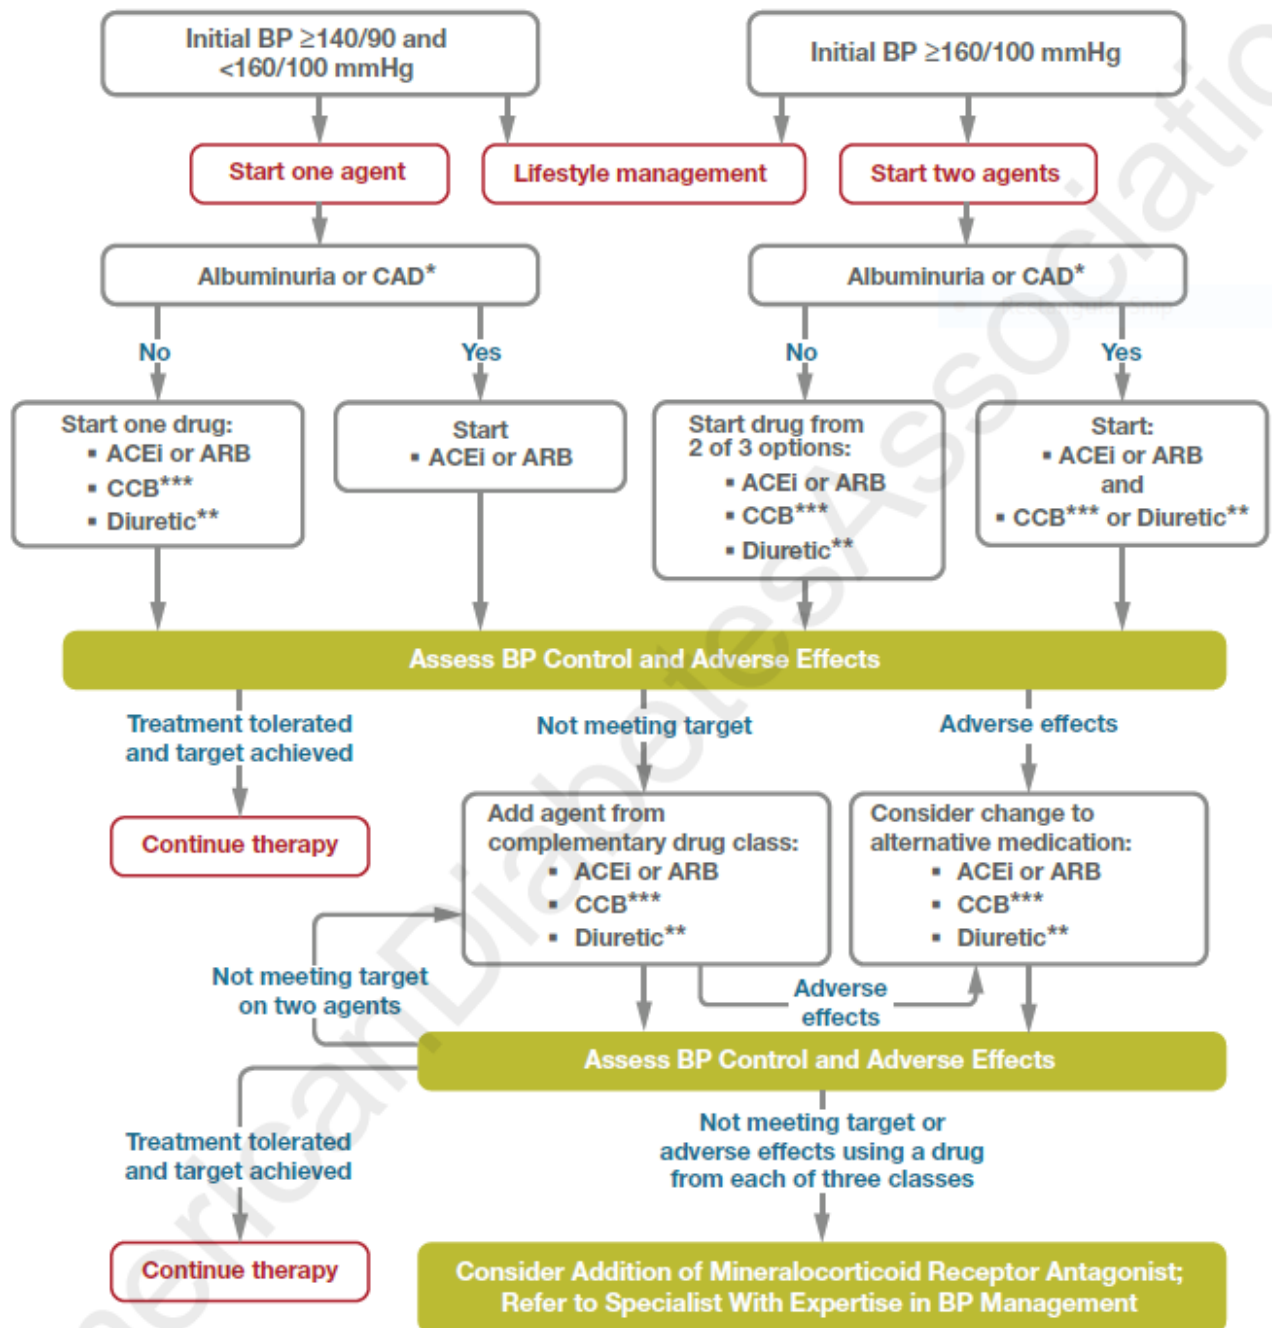 Initial BP ≥140/90 and
<160/100 mmHg
Initial BP ≥160/100 mmHg
Start one agent
Lifestyle management
Start two agents
Albuminuria or CAD*
Albuminuria or CAD*
No
Yes
No
Yes
Start one drug:
▪ ACEi or ARB
▪ CCB***
▪ Diuretic**
Start
▪ ACEi or ARB
Start drug from
2 of 3 options:
▪ ACEi or ARB
▪ CCB***
▪ Diuretic**
Start:
▪ ACEi or ARB
and
▪ CCB*** or Diuretic**
Assess BP Control and Adverse Effects
Treatment tolerated
and target achieved
Not meeting target
Adverse effects
Continue therapy
Add agent from
complementary drug class:
▪ ACEi or ARB
▪ CCB***
▪ Diuretic**
Consider change to
alternative medication:
▪ ACEi or ARB
▪ CCB***
▪ Diuretic**
Not meeting target
on two agents
Adverse
effects
Assess BP Control and Adverse Effects
Treatment tolerated
and target achieved
Not meeting target or
adverse effects using a drug
from each of three classes
Continue therapy
Consider Addition of Mineralocorticoid Receptor Antagonist;
Refer to Specialist With Expertise in BP Management
mericanDiabetesAssociatio